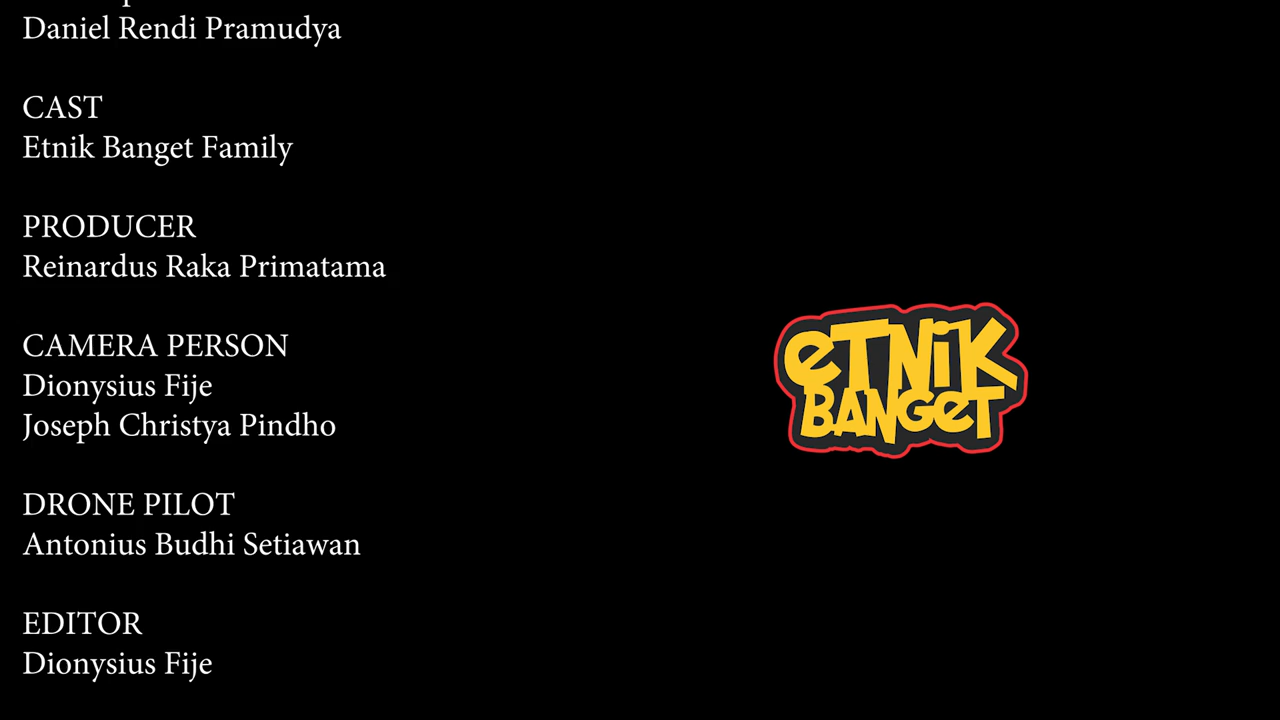 Daniel Rendi Pramudya
CAST
Etnik Banget Family
PRODUCER
Reinardus Raka Primatama
CAMERA PERSON
Dionysius Fije
Joseph Christya Pindho
DRONE PILOT
Antonius Budhi Setiawan
EDITOR
Dionysius Fije
eTNiK
BANGeT